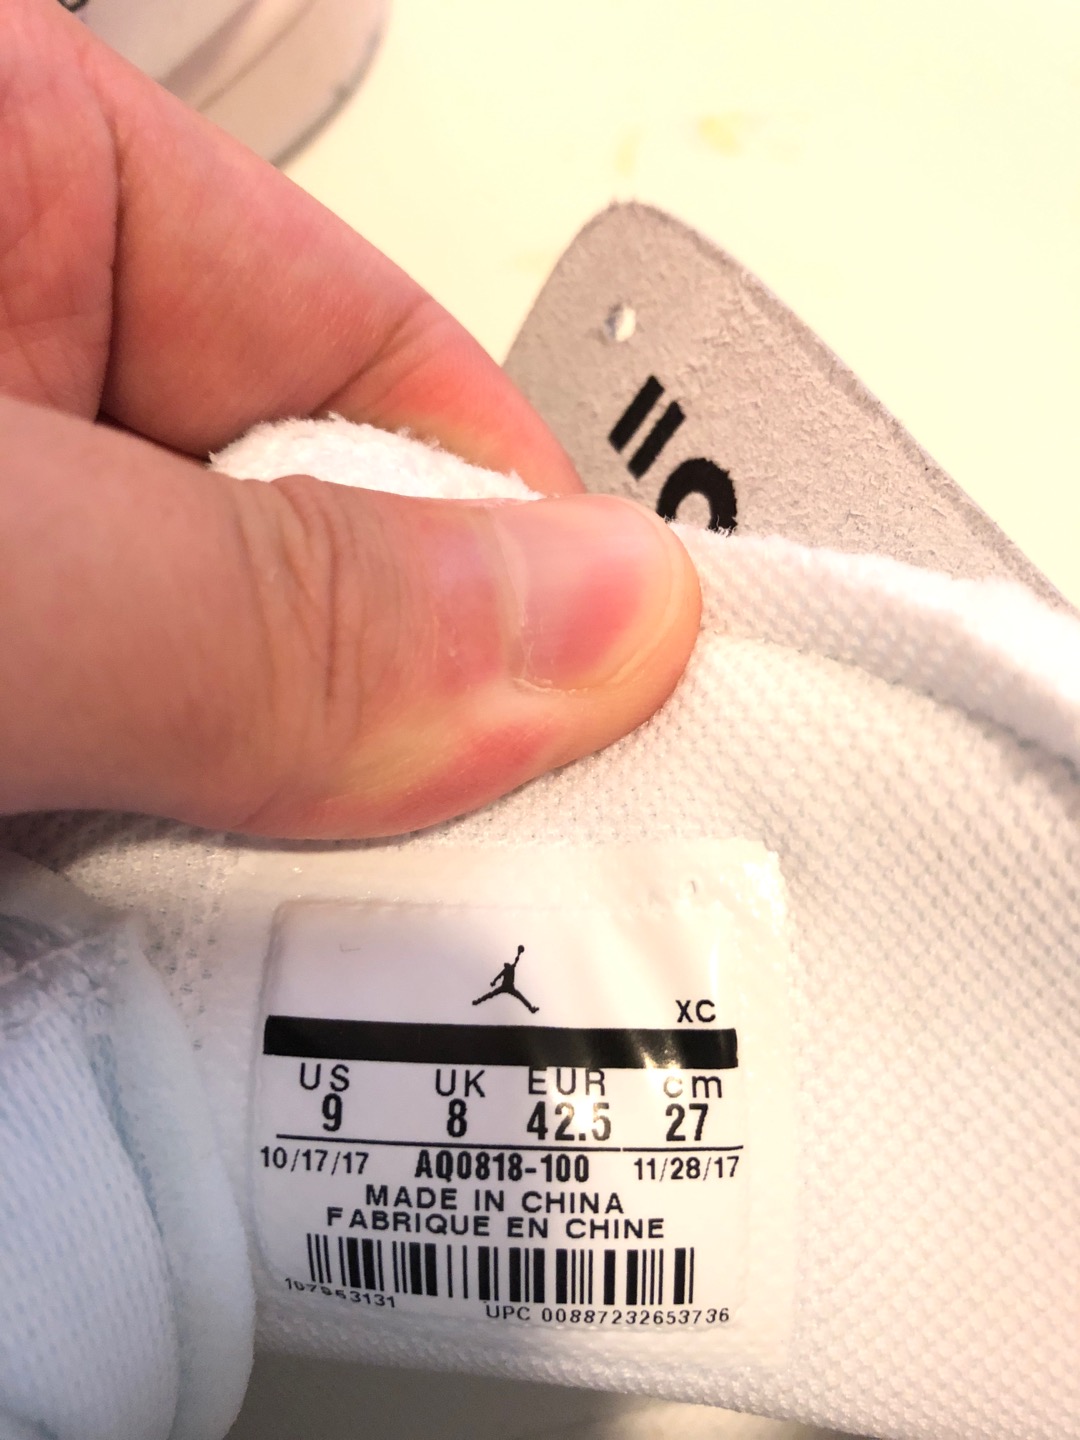 XC
US UK EUR cm
9 8 42.5 27
10/17/17 AQ0818-100 11/28/17
MADE IN CHINA
FABRIQUE EN CHINE
UPC 00887232653736